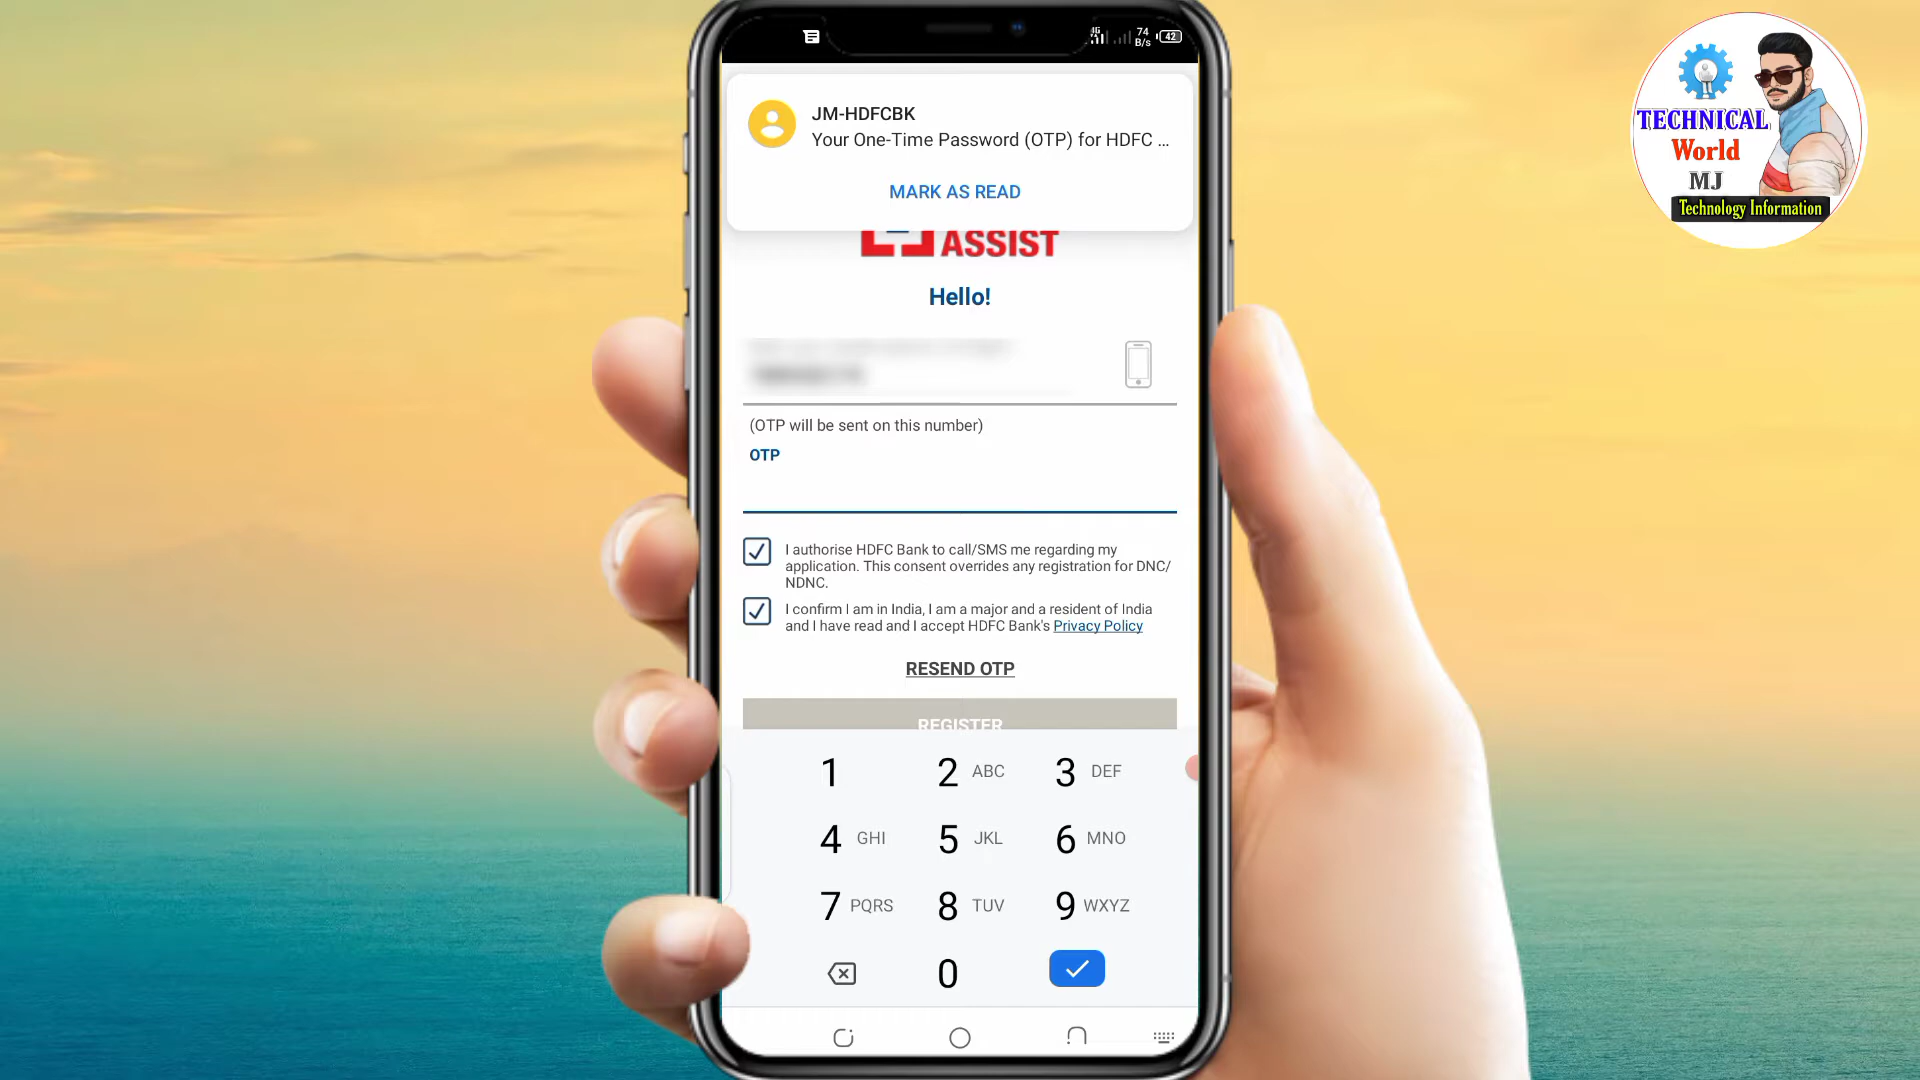 4G
74
B/s
42
JM-HDFCBK
Your One-Time Password (OTP) for HDFC ...
MARK AS READ
ASSIST
Hello!
(OTP will be sent on this number)
OTP
I authorise HDFC Bank to call/SMS me regarding my
application. This consent overrides any registration for DNC/
NDNC.
I confirm I am in India, I am a major and a resident of India
and I have read and I accept HDFC Bank's Privacy Policy
RESEND OTP
REGISTER
1
2 ABC
3 DEF
4 GHI
5 JKL
6 MNO
7 PQRS
8 TUV
9 WXYZ
0
TECHNICAL
World
MJ
Technology Information